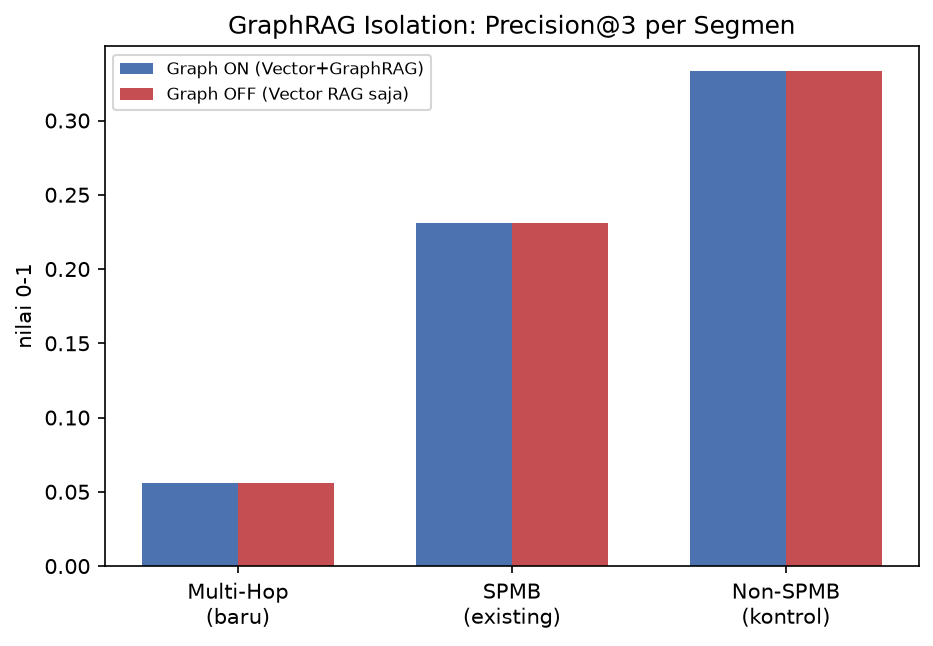 GraphRAG Isolation: Precision@3 per Segmen
Graph ON (Vector+GraphRAG)
Graph OFF (Vector RAG saja)
nilai 0-1
0.30
0.25
0.20
0.15
0.10
0.05
0.00
Multi-Hop
(baru)
SPMB
(existing)
Non-SPMB
(kontrol)